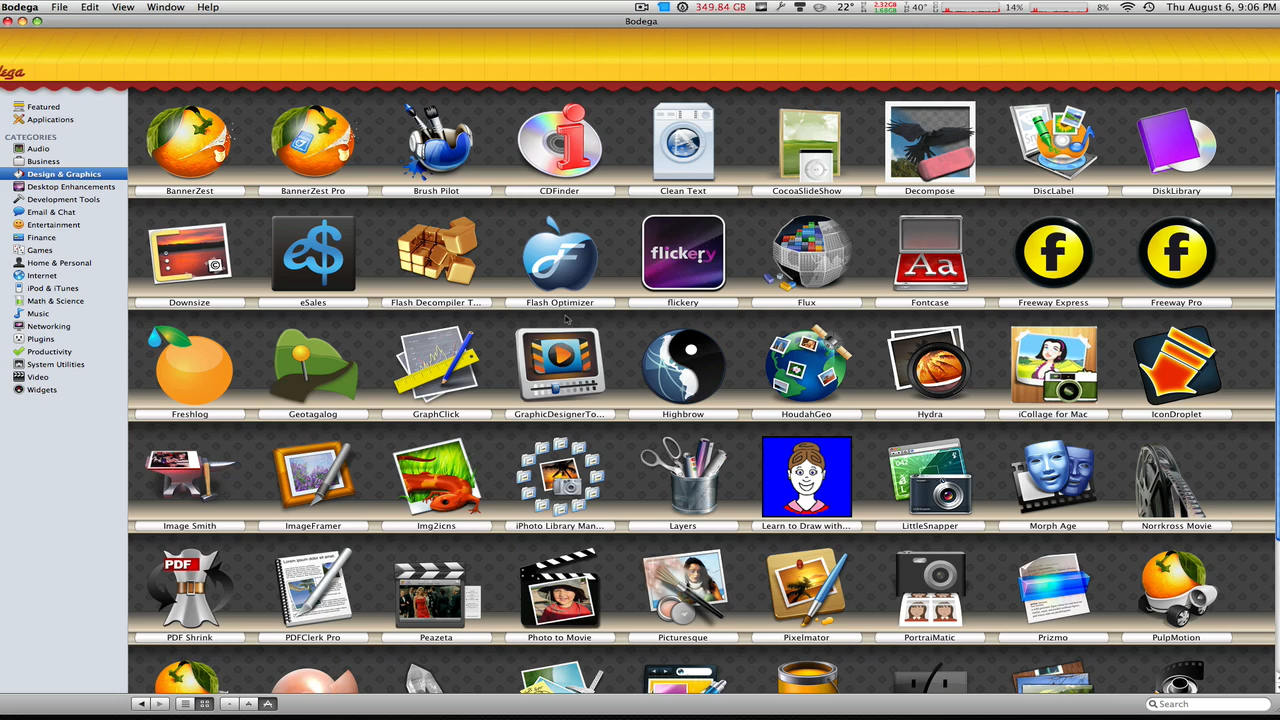 Bodega File Edit View Window Help 349.84 GB 22° 2.32GB 1.68GB 40° 14% 8% Thu August 6, 9:06 PM
Bodega
dega
Featured
Applications
CATEGORIES
Audio
Business
Design & Graphics
Desktop Enhancements
Development Tools
Email & Chat
Entertainment
Finance
Games
Home & Personal
Internet
iPod & iTunes
Math & Science
Music
Networking
Plugins
Productivity
System Utilities
Video
Widgets
BannerZest BannerZest Pro Brush Pilot CDFinder Clean Text CocoaSlideShow Decompose DiscLabel DiskLibrary
flickery
Aa
f
f
Downsize eSales Flash Decompiler T... Flash Optimizer flickery Flux Fontcase Freeway Express Freeway Pro
Freshlog Geotagalog GraphClick GraphicDesignerTo... Highbrow HoudahGeo Hydra iCollage for Mac IconDroplet
Image Smith ImageFramer Img2icns iPhoto Library Man... Layers Learn to Draw with... LittleSnapper Morph Age Norrkross Movie
PDF
PDF Shrink PDFClerk Pro Peazeta Photo to Movie Picturesque Pixelmator PortraiMatic Prizmo PulpMotion
Search